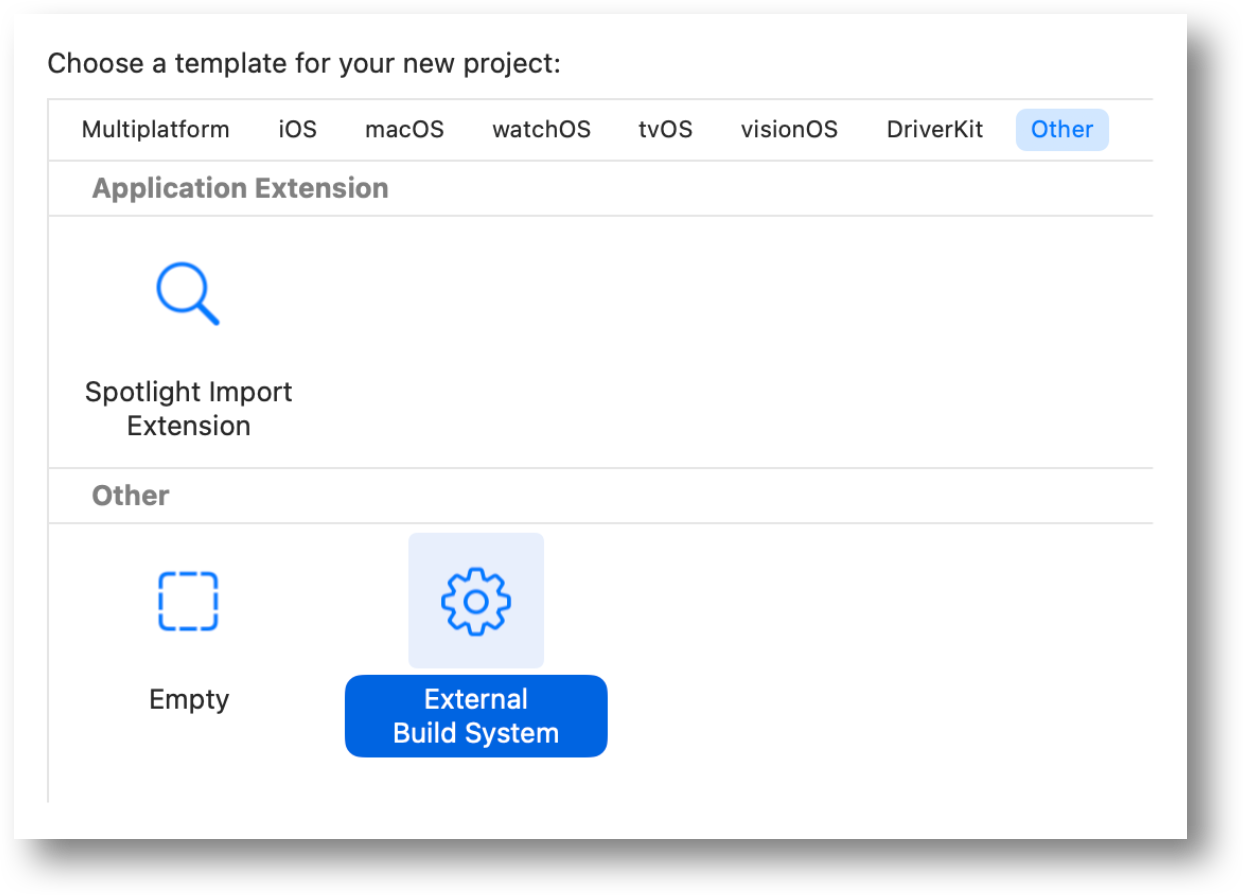 Choose a template for your new project:
Multiplatform iOS macOS watchOS tvOS visionOS DriverKit Other
Application Extension
Spotlight Import
Extension
Other
Empty
External
Build System